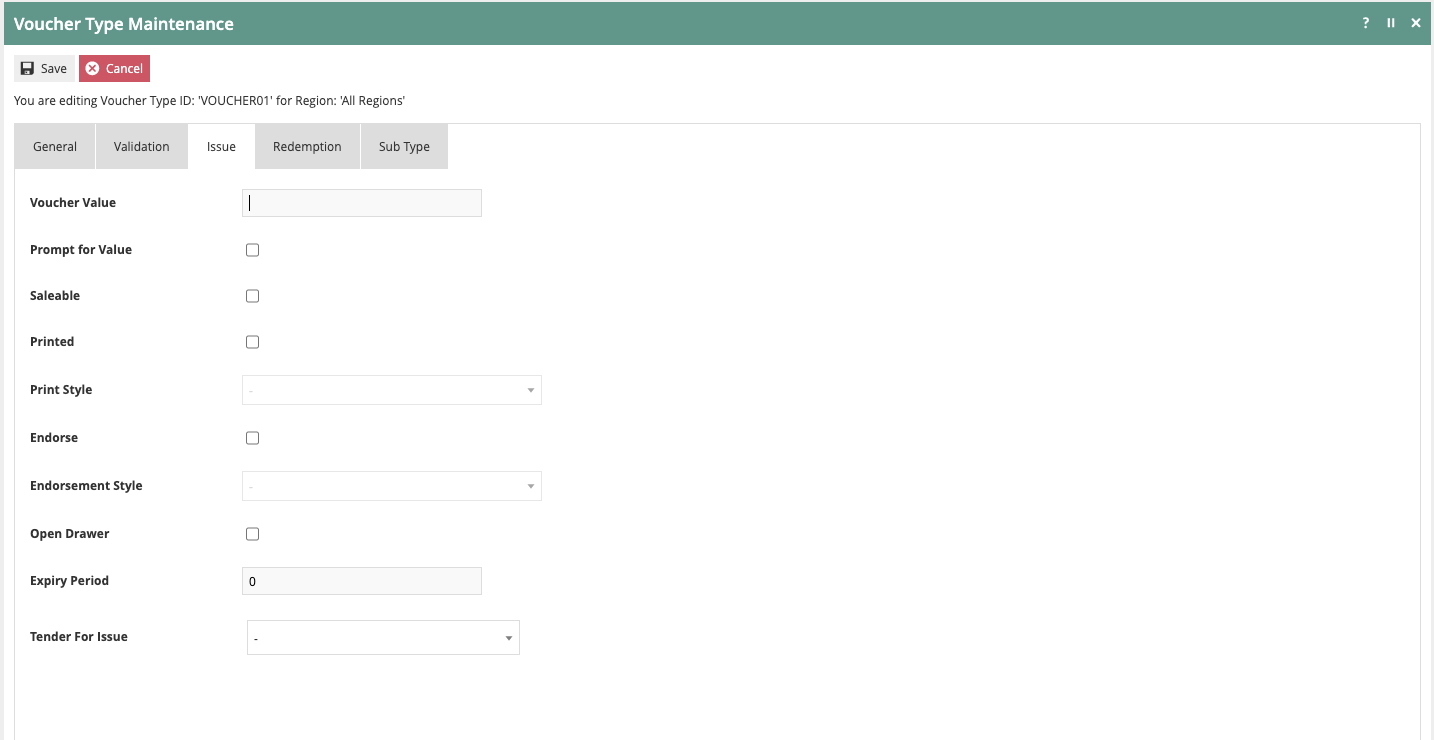 Voucher Type Maintenance ?
Save Cancel
You are editing Voucher Type ID: 'VOUCHER01' for Region: 'All Regions'
General Validation Issue Redemption Sub Type
Voucher Value
Prompt for Value
Saleable
Printed
Print Style -
Endorse
Endorsement Style -
Open Drawer
Expiry Period 0
Tender For Issue -